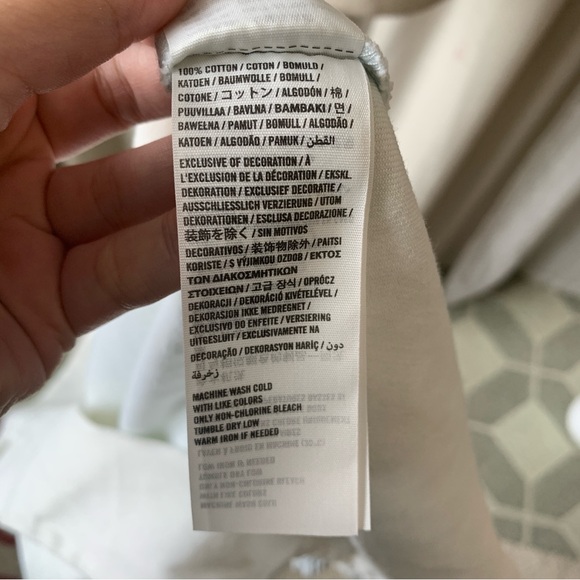 100% COTTON / COTON / BOMULD /
KATOEN / BAUMWOLLE / BOMULL /
COTONE / コットン / ALGODÓN / 棉 /
PUUVILLAA / BAVLNA / BAMBAKI / 면 /
BAWEŁNA / PAMUT / BOMULL / ALGODÃO /
KATOEN / ALGODÃO / PAMUK / القطن
EXCLUSIVE OF DECORATION / À
L'EXCLUSION DE LA DÉCORATION / EKSKL.
DEKORATION / EXCLUSIEF DECORATIE /
AUSSCHLIESSLICH VERZIERUNG / UTOM
DEKORATIONEN / ESCLUSA DECORAZIONE /
装飾を除く / SIN MOTIVOS
DECORATIVOS / 装饰物除外 / PAITSI
KORISTE / S VÝJIMKOU OZDOB / ΕΚΤΟΣ
ΤΩΝ ΔΙΑΚΟΣΜΗΤΙΚΩΝ
ΣΤΟΙΧΕΙΩΝ / 고급 장식 / OPRÓCZ
DEKORACJI / DEKORÁCIÓ KIVÉTELÉVEL /
DEKORASJON IKKE MEDREGNET /
EXCLUSIVO DO ENFEITE / VERSIERING
UITGESLUIT / EXCLUSIVAMENTE NA
DECORAÇÃO / DEKORASYON HARIÇ / دون
زخرفة
MACHINE WASH COLD
WITH LIKE COLORS
ONLY NON-CHLORINE BLEACH
TUMBLE DRY LOW
WARM IRON IF NEEDED